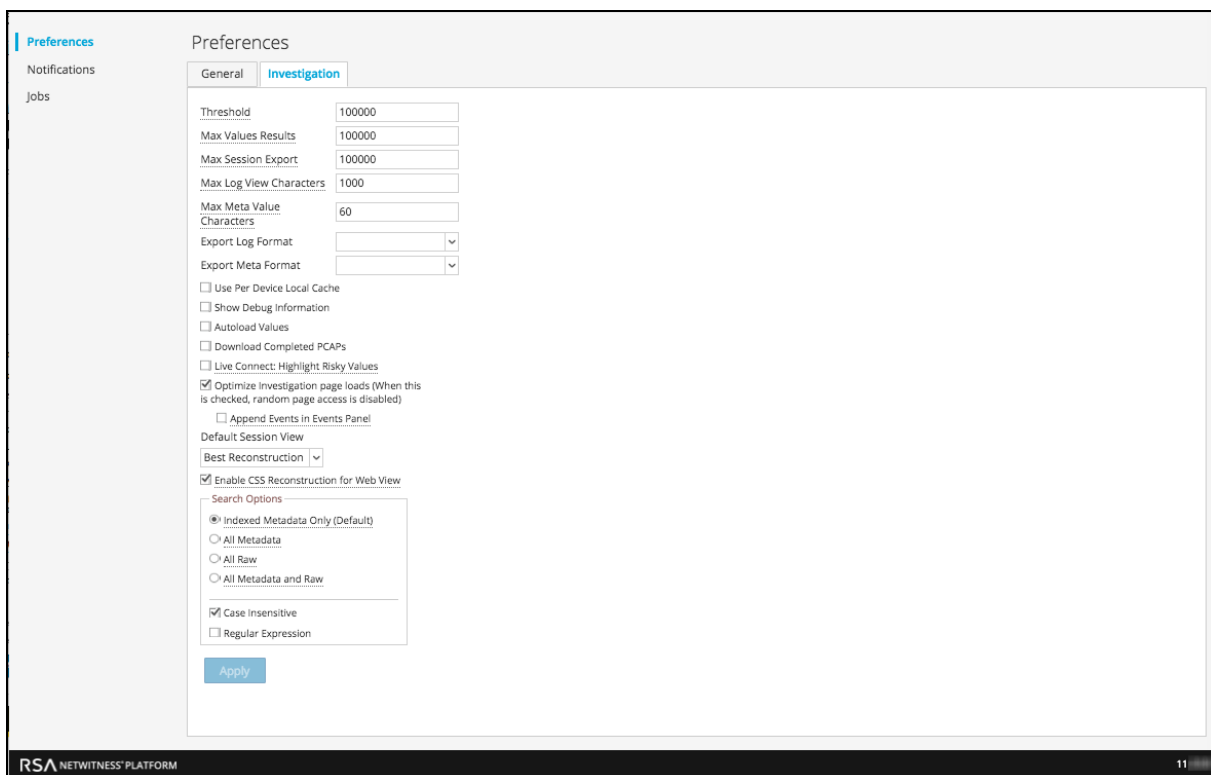 Preferences
Notifications
Jobs
Preferences
General
Investigation
Threshold
100000
Max Values Results
100000
Max Session Export
100000
Max Log View Characters
1000
Max Meta Value
Characters
60
Export Log Format
Export Meta Format
Use Per Device Local Cache
Show Debug Information
Autoload Values
Download Completed PCAPs
Live Connect: Highlight Risky Values
Optimize Investigation page loads (When this
is checked, random page access is disabled)
Append Events in Events Panel
Default Session View
Best Reconstruction
Enable CSS Reconstruction for Web View
Search Options
Indexed Metadata Only (Default)
All Metadata
All Raw
All Metadata and Raw
Case Insensitive
Regular Expression
Apply
RSA NETWITNESS® PLATFORM
11